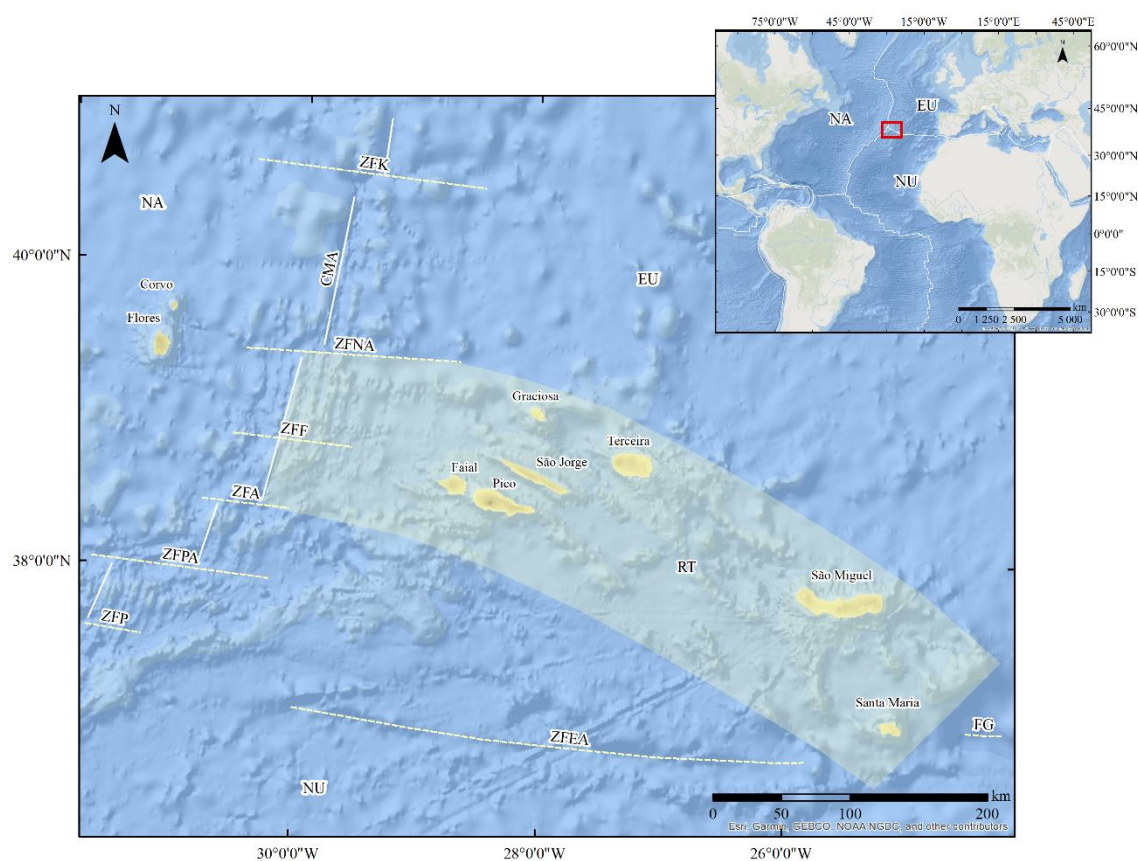 75°0'0"W 45°0'0"W 15°0'0"W 15°0'0"E 45°0'0"E
N
60°0'0"N
45°0'0"N
30°0'0"N
15°0'0"N
0°0'0"
15°0'0"S
30°0'0"S
NA
EU
NU
km
0 1 250 2 500 5 000
N
ZFK
NA
40°0'0"N
CMA
EU
Corvo
Flores
ZFNA
Graciosa
ZFF
Terceira
Faial
São Jorge
Pico
ZFA
38°0'0"N
ZFPA
RT
São Miguel
ZFP
Santa Maria
FG
ZFEA
NU
km
0 50 100 200
Esri, Garmin, GEBCO, NOAA NGDC, and other contributors
30°0'0"W 28°0'0"W 26°0'0"W